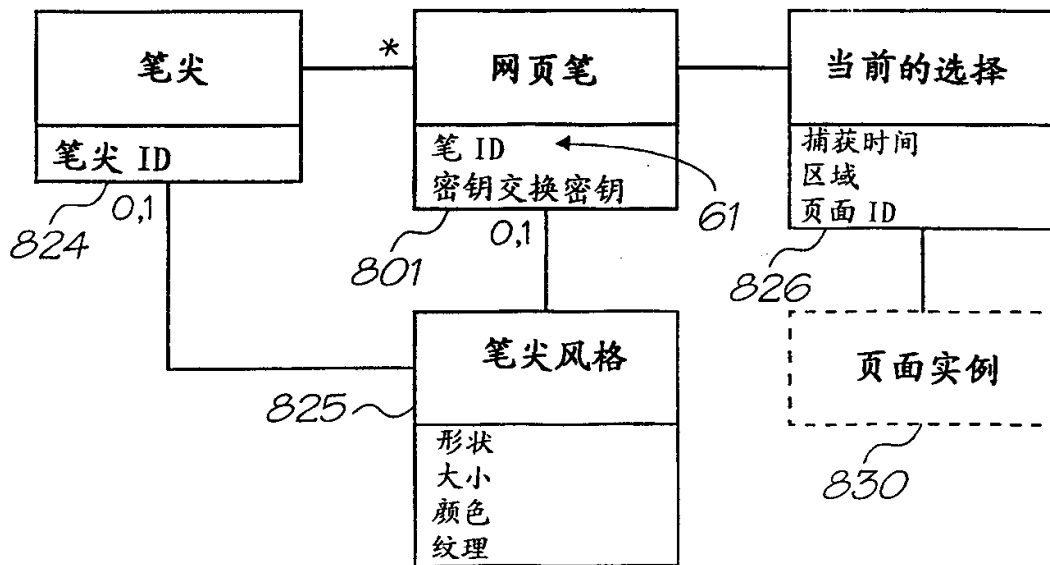 笔尖
笔尖 ID
0,1
824
*
网页笔
笔 ID
密钥交换密钥
61
801
0,1
当前的选择
捕获时间
区域
页面 ID
826
笔尖风格
825
形状
大小
颜色
纹理
页面实例
830